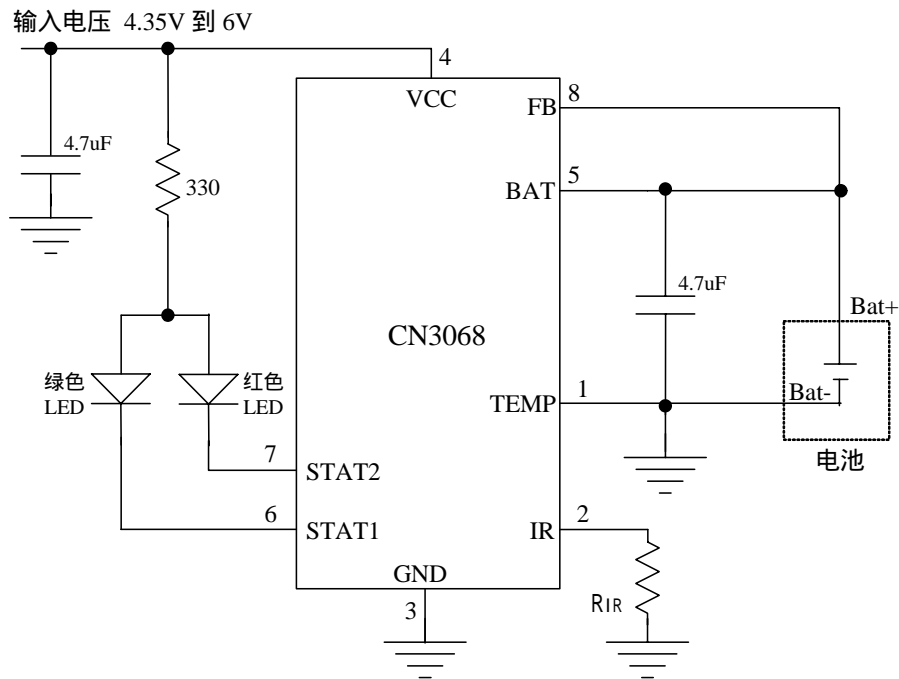 输入电压 4.35V 到 6V
4
VCC
FB
8
4.7uF
330
BAT
5
4.7uF
Bat+
CN3068
绿色
LED
红色
LED
TEMP
1
Bat-
电池
7
STAT2
6
STAT1
IR
2
GND
3
RIR